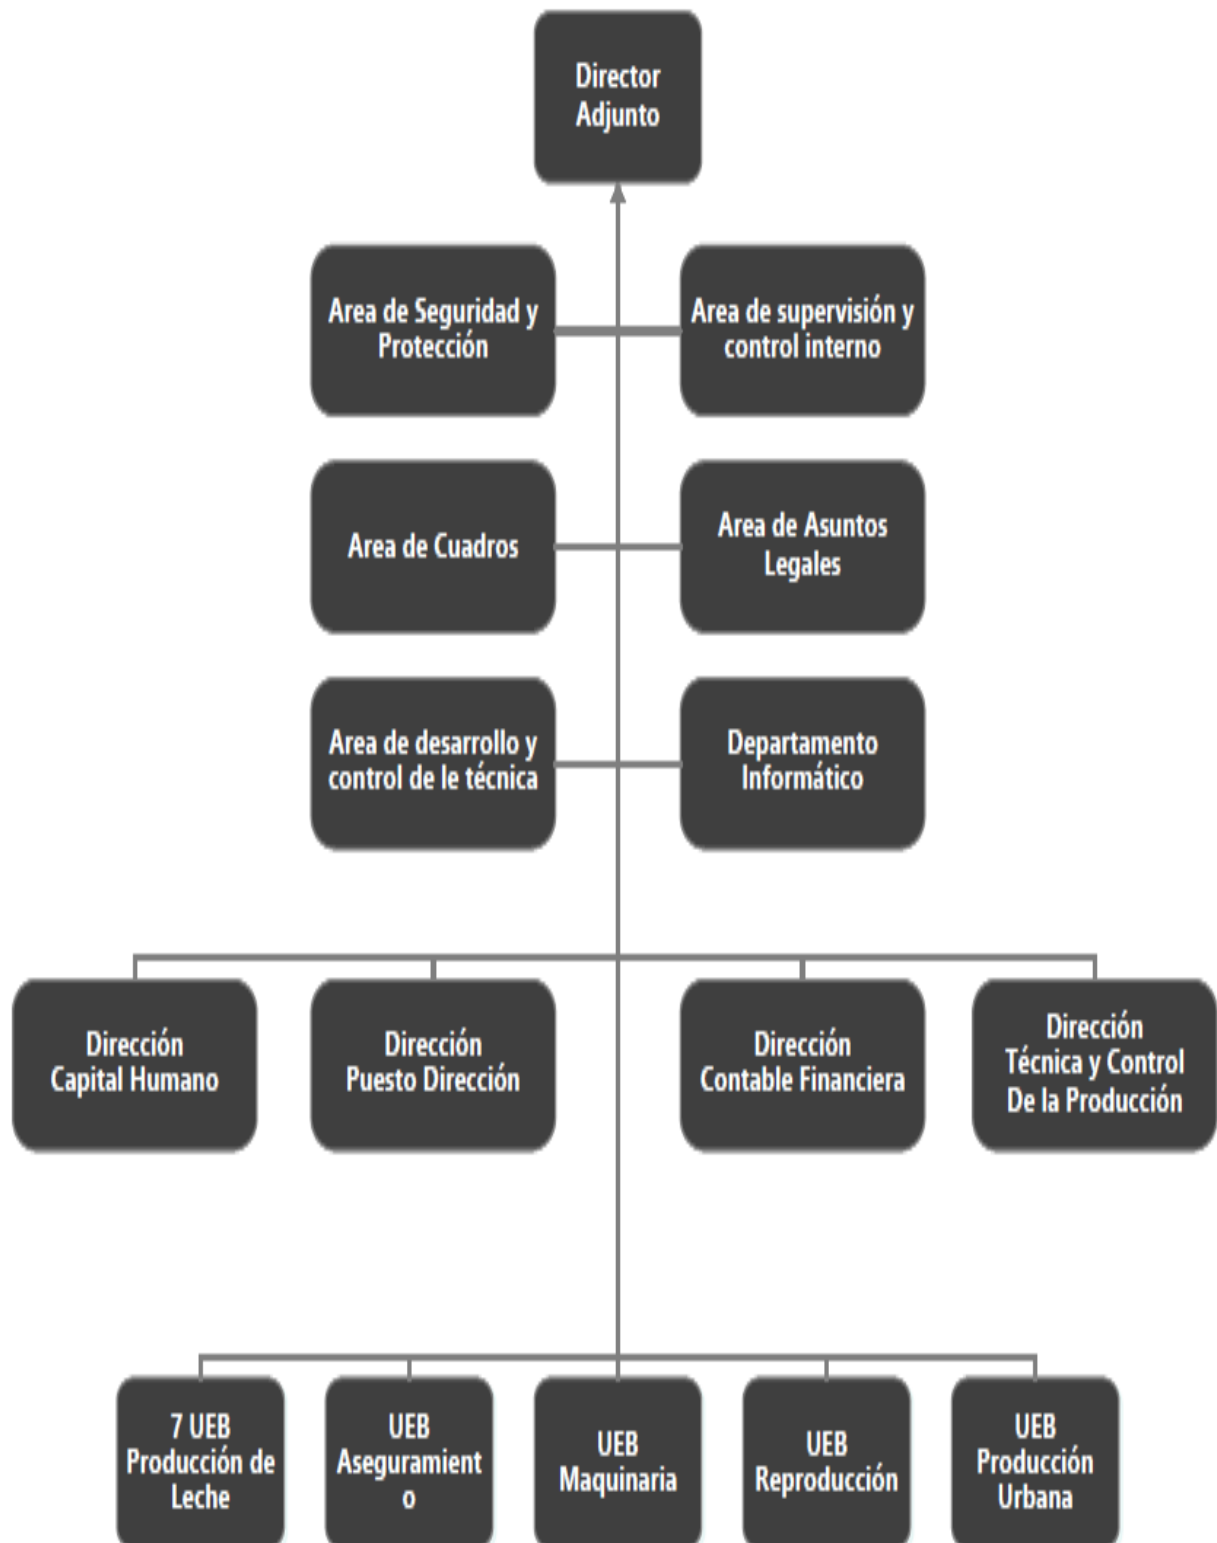 Director
Adjunto
Area de Seguridad y
Protección
Area de supervisión y
control interno
Area de Cuadros
Area de Asuntos
Legales
Area de desarrollo y
control de le técnica
Departamento
Informático
Dirección
Capital Humano
Dirección
Puesto Dirección
Dirección
Contable Financiera
Dirección
Técnica y Control
De la Producción
7 UEB
Producción de
Leche
UEB
Aseguramient
o
UEB
Maquinaria
UEB
Reproducción
UEB
Producción
Urbana